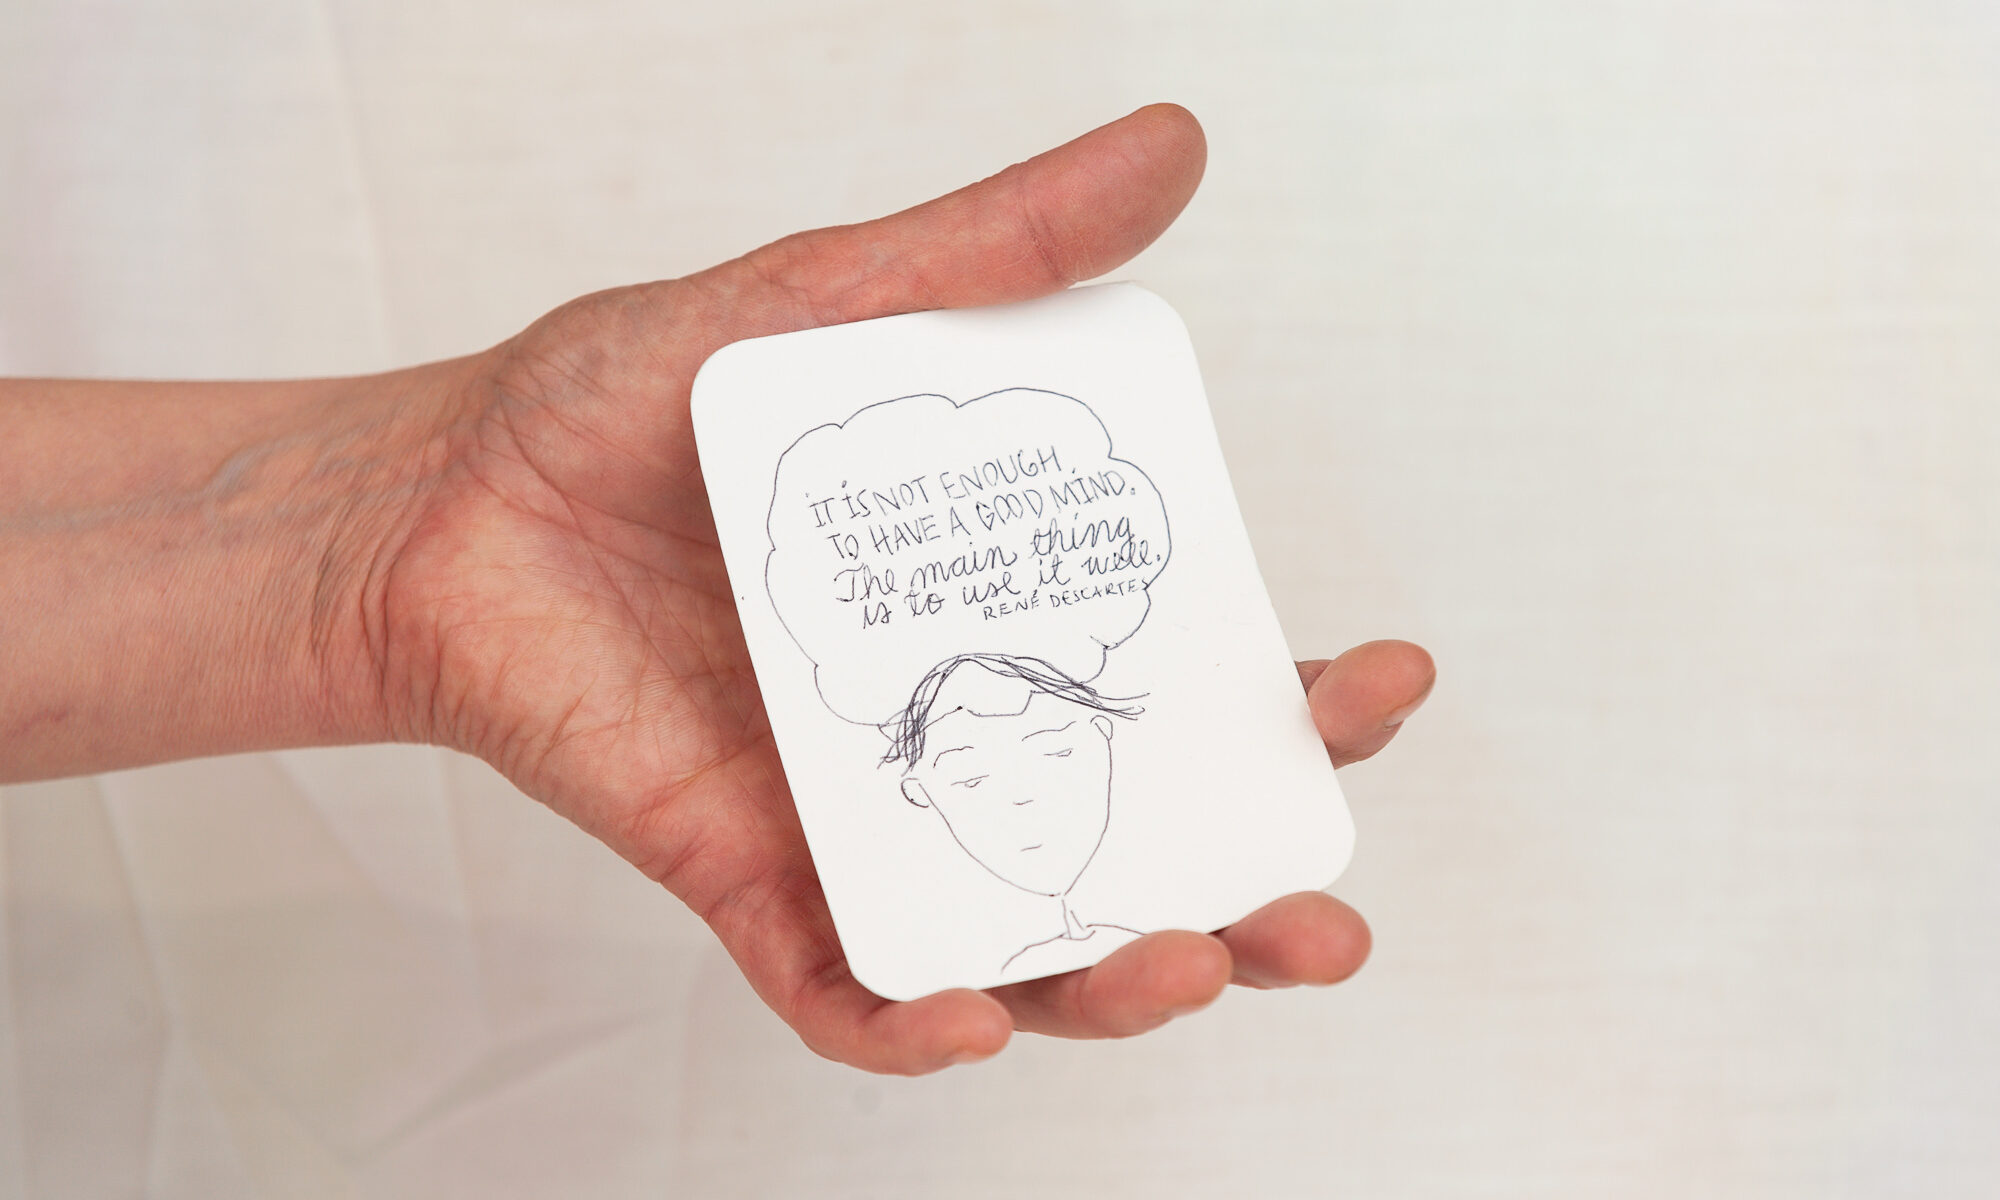 IT IS NOT ENOUGH
TO HAVE A GOOD MIND.
The main thing
is to use it well.
RENÉ DESCARTES